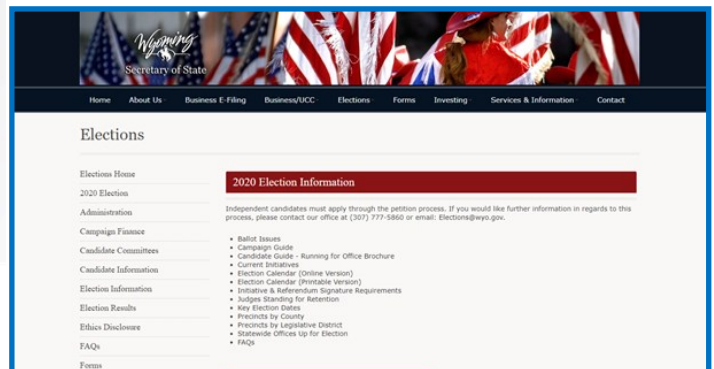 Wyoming
Secretary of State
Home About Us Business E-Filing Business/UCC Elections Forms Investing Services & Information Contact
Elections
Elections Home
2020 Election
Administration
Campaign Finance
Candidate Committees
Candidate Information
Election Information
Election Results
Ethics Disclosure
FAQs
Forms
2020 Election Information
Independent candidates must apply through the petition process. If you would like further information in regards to this
process, please contact our office at (307) 777-5860 or email: Elections@wyo.gov.
• Ballot Issues
• Campaign Guide
• Candidate Guide - Running for Office Brochure
• Current Initiatives
• Election Calendar (Online Version)
• Election Calendar (Printable Version)
• Initiative & Referendum Signature Requirements
• Judges Standing for Retention
• Key Election Dates
• Precincts by County
• Precincts by Legislative District
• Statewide Offices Up for Election
• FAQs